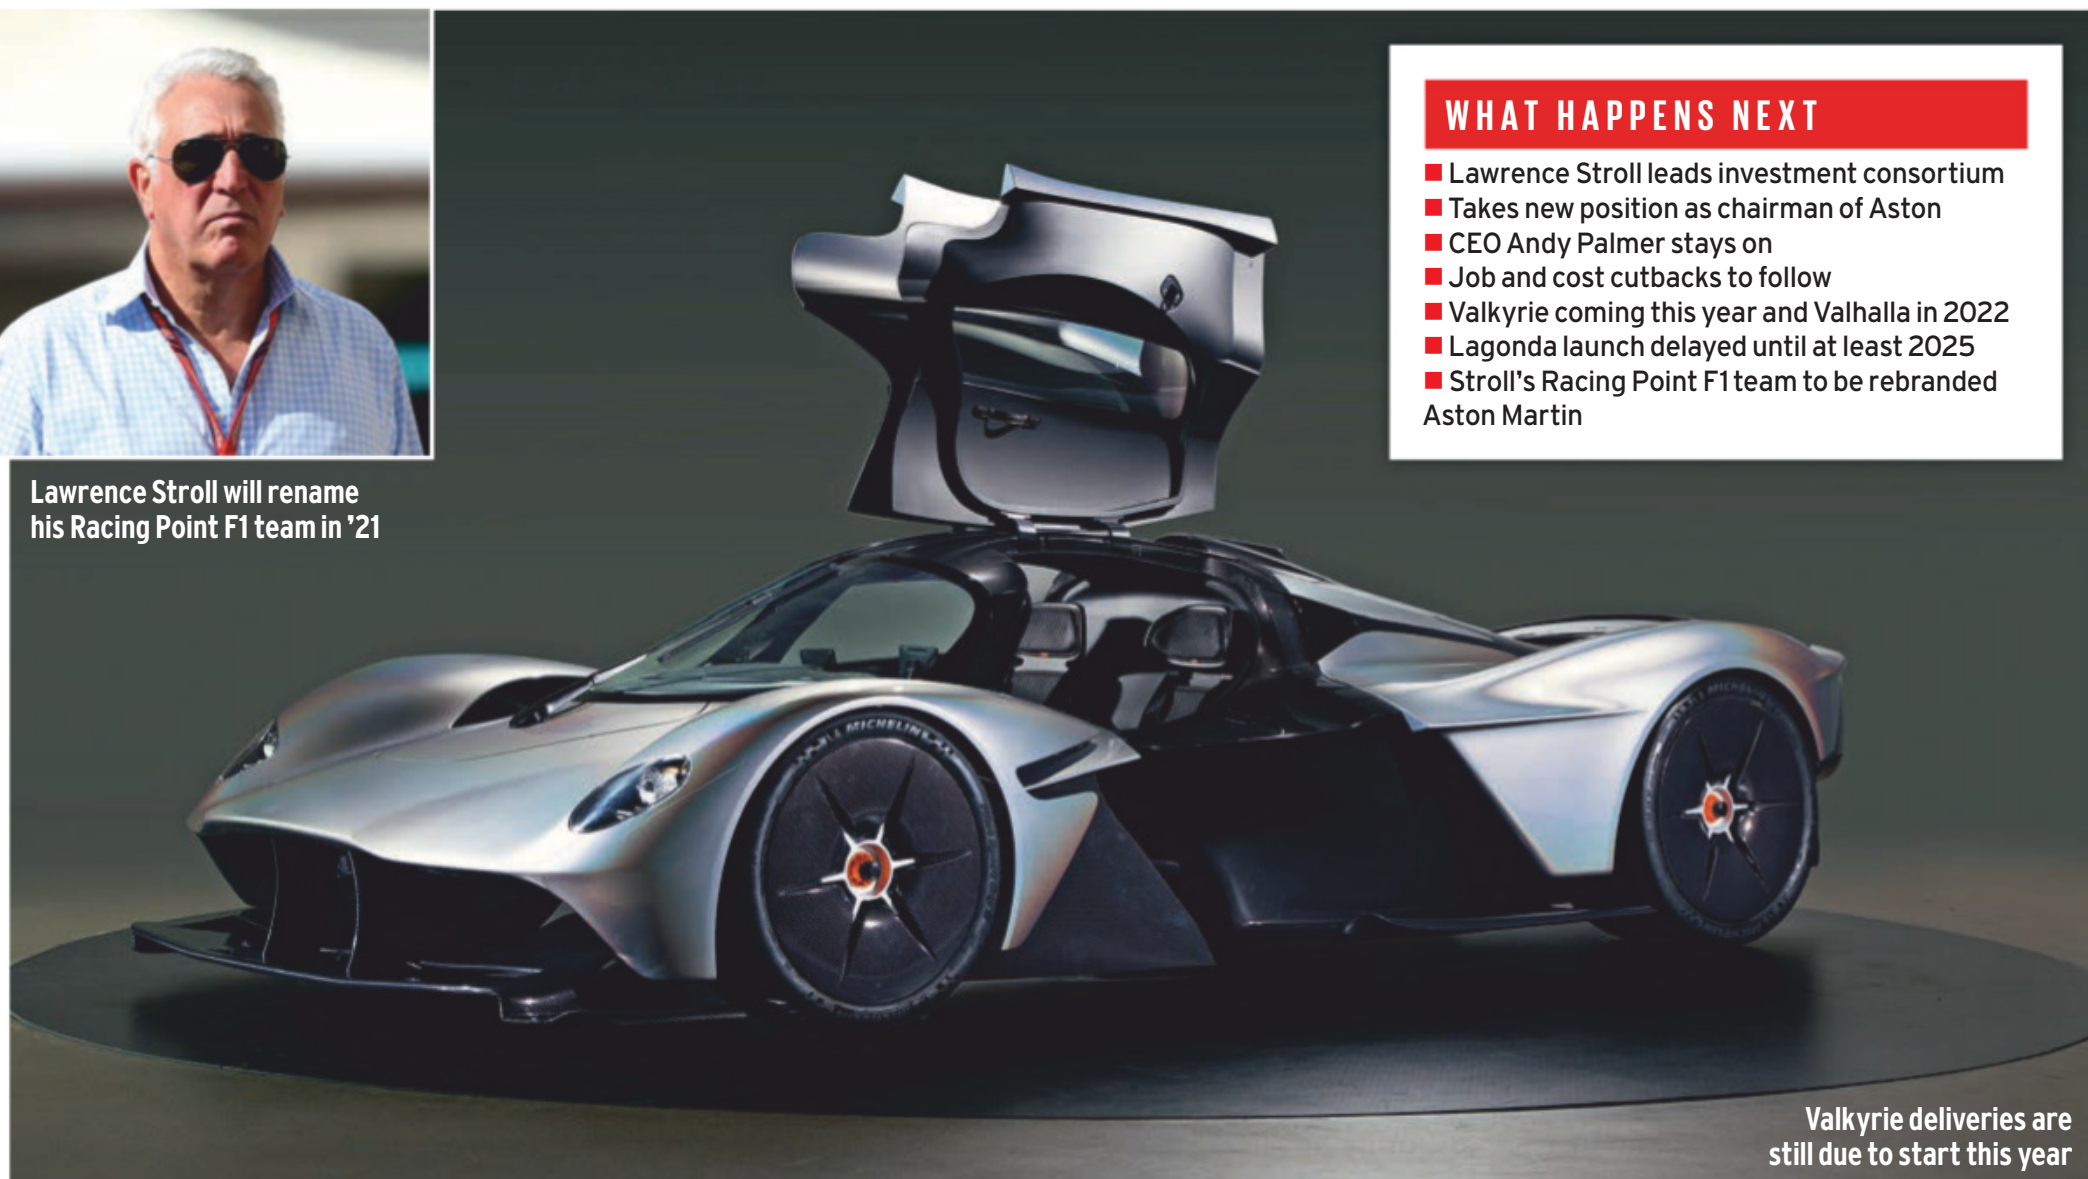 Lawrence Stroll will rename
his Racing Point F1 team in ’21
WHAT HAPPENS NEXT
■ Lawrence Stroll leads investment consortium
■ Takes new position as chairman of Aston
■ CEO Andy Palmer stays on
■ Job and cost cutbacks to follow
■ Valkyrie coming this year and Valhalla in 2022
■ Lagonda launch delayed until at least 2025
■ Stroll’s Racing Point F1 team to be rebranded
Aston Martin
MICHELIN
MICHELIN
Valkyrie deliveries are
still due to start this year